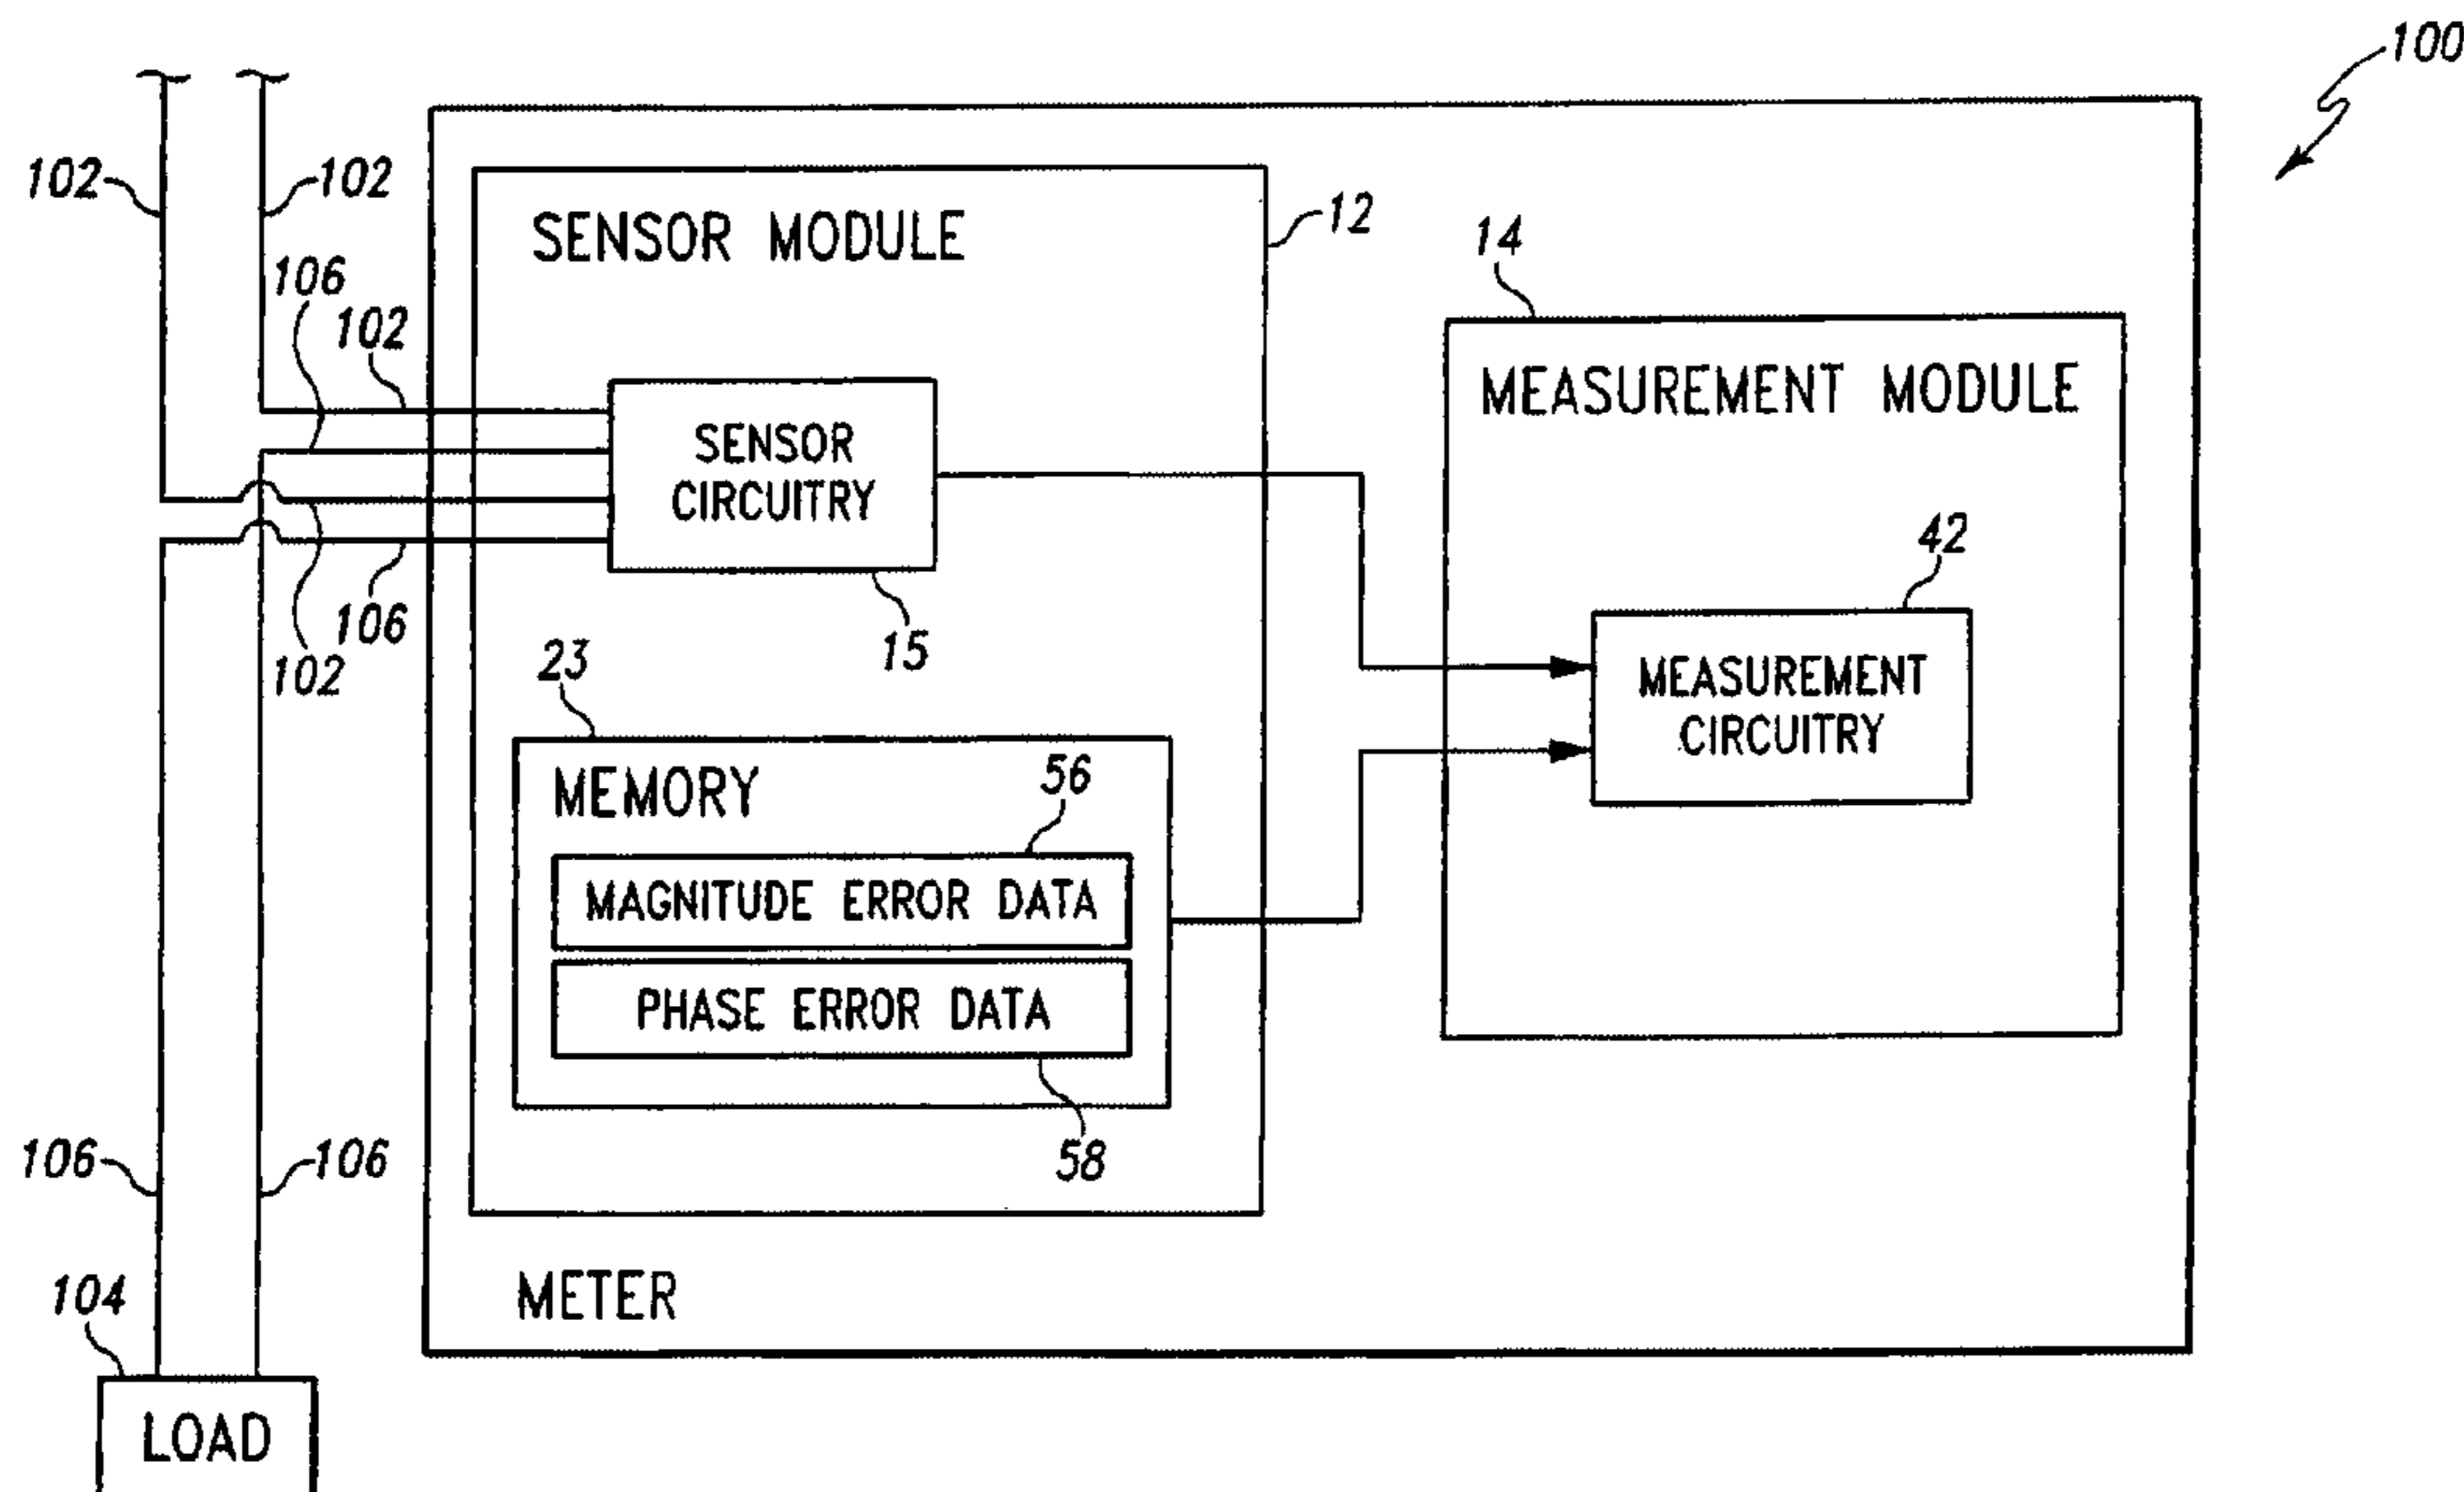 100
102
102
SENSOR MODULE
12
14
106
102
MEASUREMENT MODULE
SENSOR
CIRCUITRY
42
106
102
15
23
MEASUREMENT
CIRCUITRY
MEMORY
56
MAGNITUDE ERROR DATA
PHASE ERROR DATA
58
106
106
METER
104
LOAD